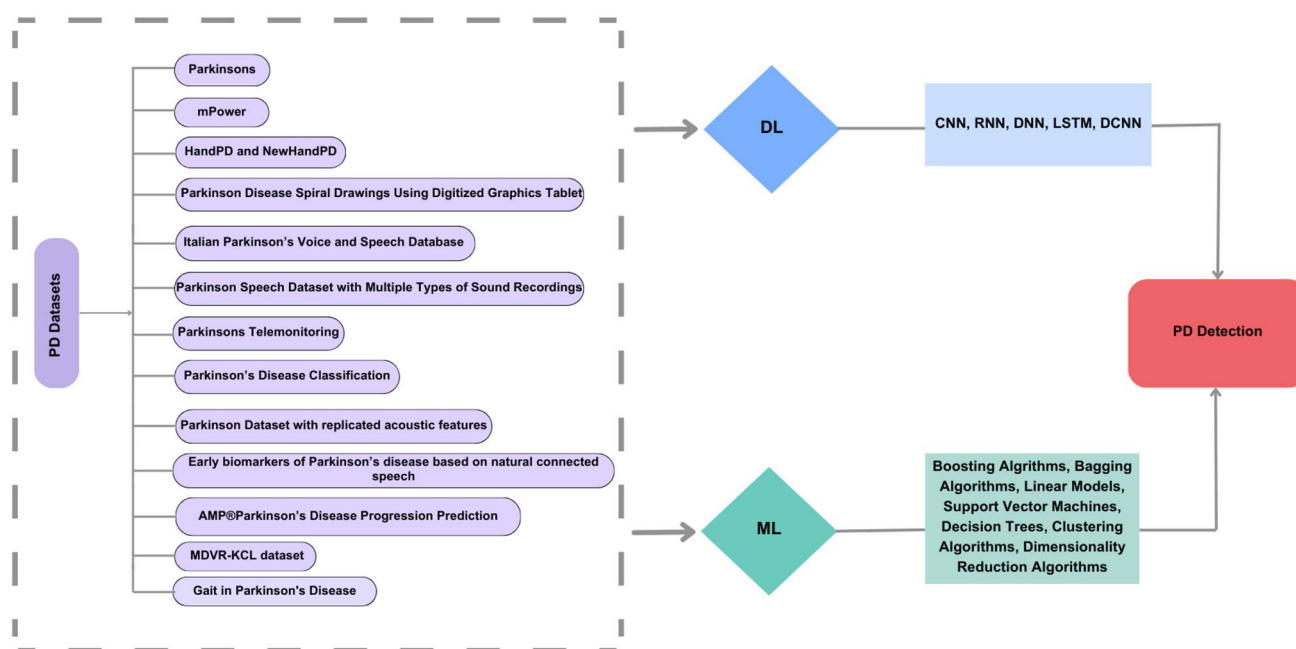 PD Datasets
Parkinsons
mPower
HandPD and NewHandPD
Parkinson Disease Spiral Drawings Using Digitized Graphics Tablet
Italian Parkinson’s Voice and Speech Database
Parkinson Speech Dataset with Multiple Types of Sound Recordings
Parkinsons Telemonitoring
Parkinson’s Disease Classification
Parkinson Dataset with replicated acoustic features
Early biomarkers of Parkinson’s disease based on natural connected
speech
AMP®Parkinson’s Disease Progression Prediction
MDVR-KCL dataset
Gait in Parkinson's Disease
DL
CNN, RNN, DNN, LSTM, DCNN
ML
Boosting Algrithms, Bagging
Algorithms, Linear Models,
Support Vector Machines,
Decision Trees, Clustering
Algorithms, Dimensionality
Reduction Algorithms
PD Detection